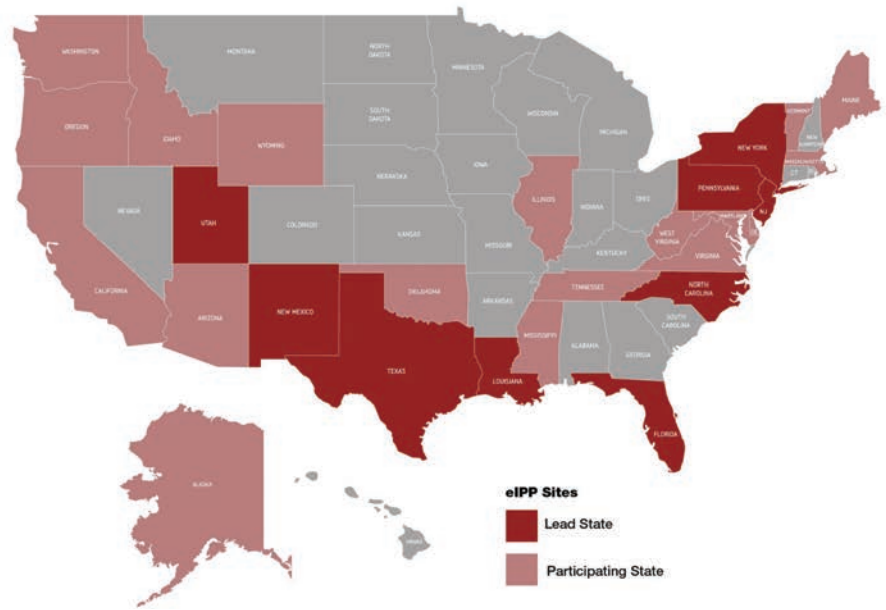 WASHINGTON
MONTANA
NORTH
DAKOTA
MINNESOTA
MAINE
VERMONT
OREGON
IDAHO
SOUTH
DAKOTA
WISCONSIN
MICHIGAN
NEW YORK
NEW
HAMPSHIRE
WYOMING
MASSACHUSETTS
CT
IOWA
NEBRASKA
PENNSYLVANIA
NJ
NEVADA
UTAH
COLORADO
ILLINOIS
INDIANA
OHIO
KANSAS
MISSOURI
WEST
VIRGINIA
KENTUCKY
VIRGINIA
CALIFORNIA
ARIZONA
NEW MEXICO
OKLAHOMA
ARKANSAS
TENNESSEE
NORTH
CAROLINA
SOUTH
CAROLINA
MISSISSIPPI
ALABAMA
GEORGIA
TEXAS
LOUISIANA
FLORIDA
ALASKA
HAWAII
eIPP Sites
Lead State
Participating State